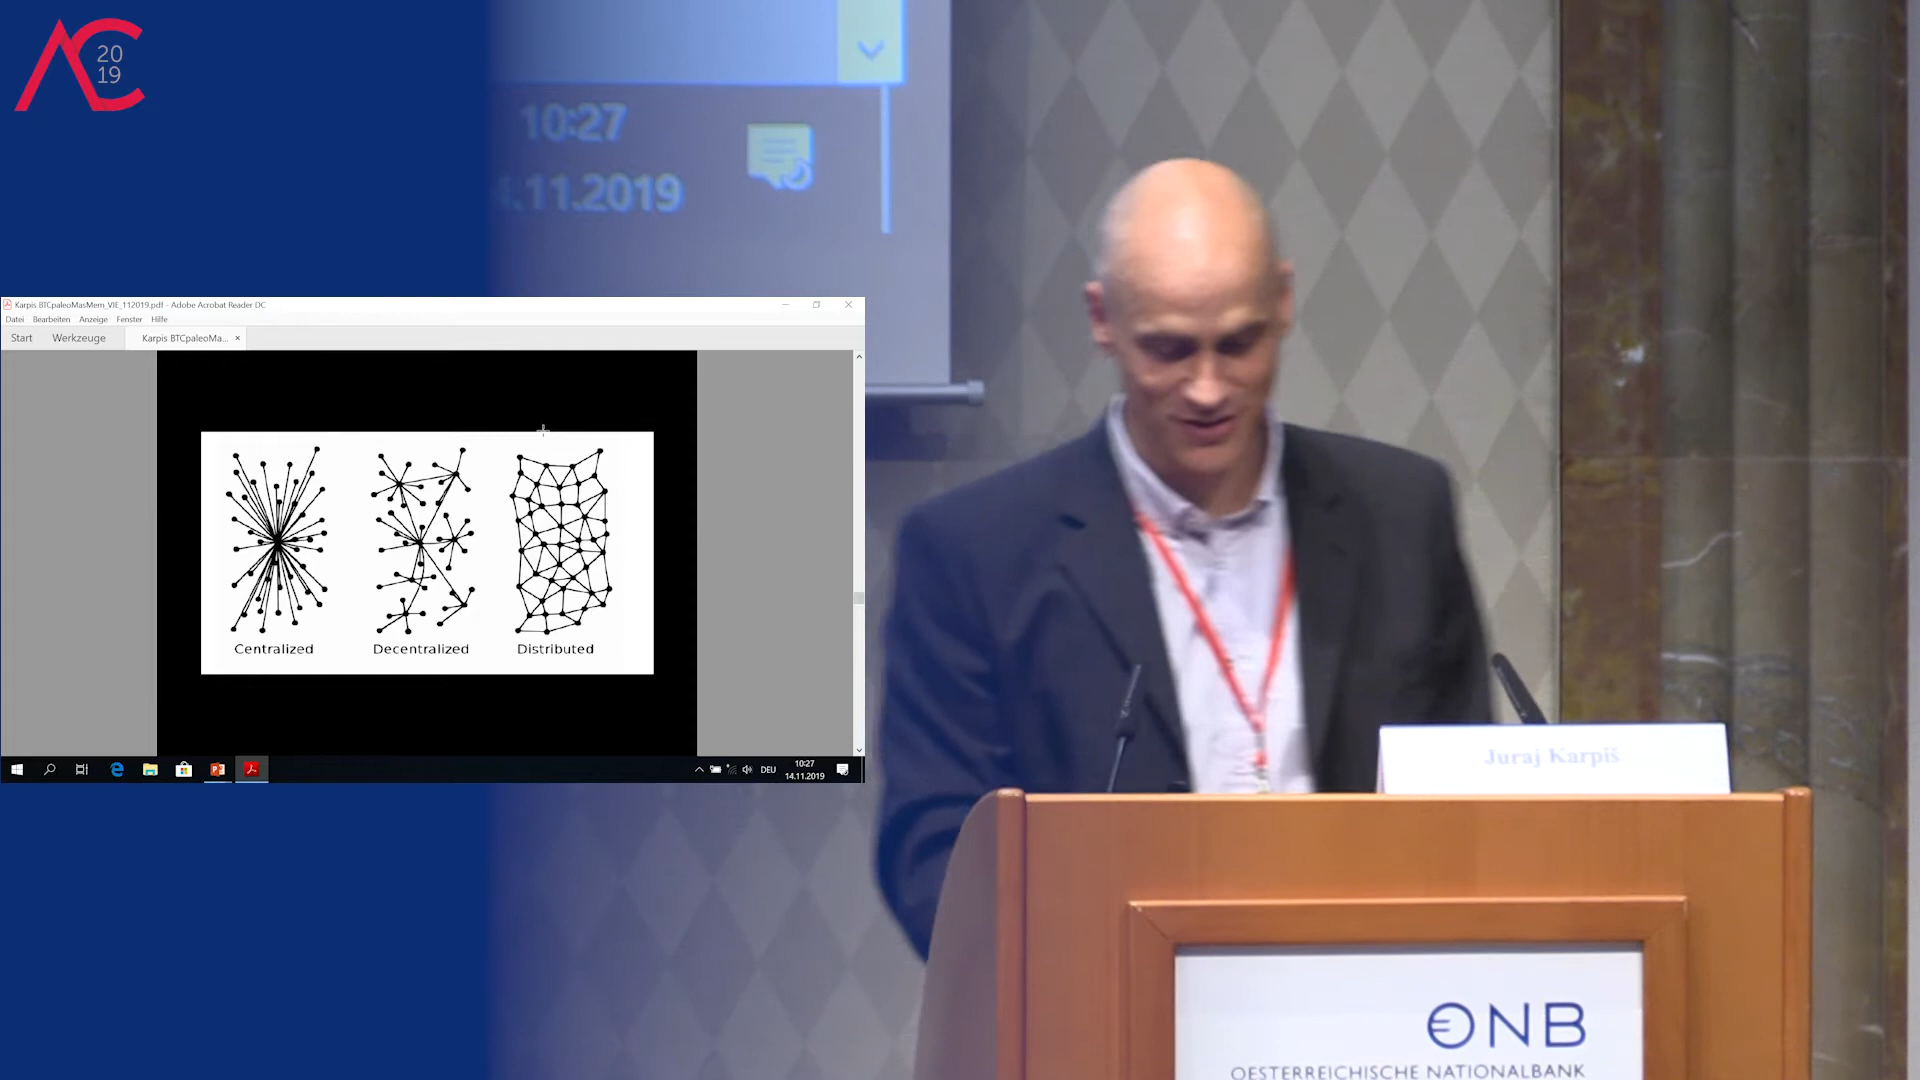 AC
20
19
10:27
.11.2019
Karpis BTCpaleoMasMem_VIE_112019.pdf - Adobe Acrobat Reader DC
Datei Bearbeiten Anzeige Fenster Hilfe
Start Werkzeuge Karpis BTCpaleoMa... ×
Centralized Decentralized Distributed
DEU
10:27
14.11.2019
Juraj Karpiš
ONB
OESTERREICHISCHE NATIONALBANK